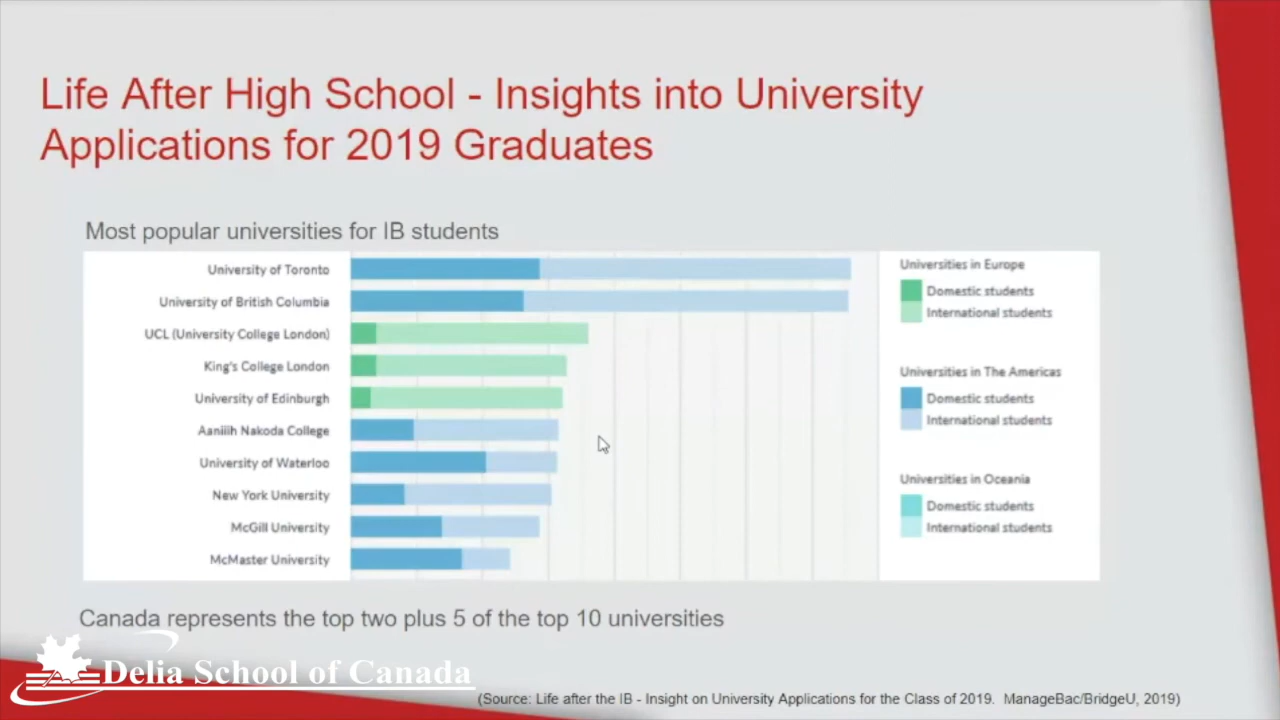 Life After High School - Insights into University
Applications for 2019 Graduates
Most popular universities for IB students
University of Toronto
University of British Columbia
UCL (University College London)
King's College London
University of Edinburgh
Aaniiih Nakoda College
University of Waterloo
New York University
McGill University
McMaster University
Universities in Europe
Domestic students
International students
Universities in The Americas
Domestic students
International students
Universities in Oceania
Domestic students
International students
Canada represents the top two plus 5 of the top 10 universities
Delia School of Canada
(Source: Life after the IB - Insight on University Applications for the Class of 2019. ManageBac/BridgeU, 2019)